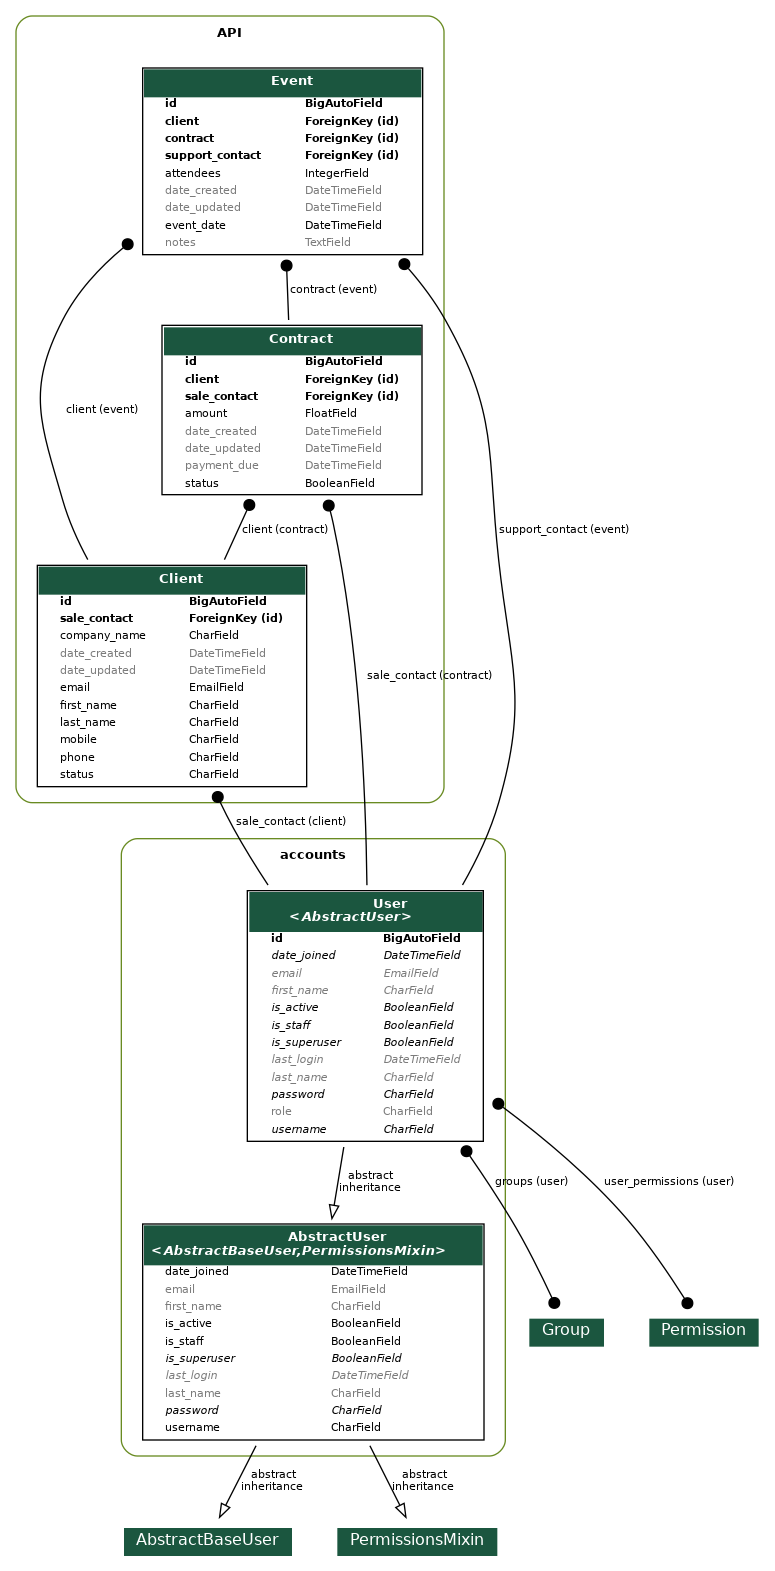 API
Event
id BigAutoField
client ForeignKey (id)
contract ForeignKey (id)
support_contact ForeignKey (id)
attendees IntegerField
date_created DateTimeField
date_updated DateTimeField
event_date DateTimeField
notes TextField
contract (event)
Contract
id BigAutoField
client ForeignKey (id)
sale_contact ForeignKey (id)
amount FloatField
date_created DateTimeField
date_updated DateTimeField
payment_due DateTimeField
status BooleanField
client (event)
client (contract)
support_contact (event)
Client
id BigAutoField
sale_contact ForeignKey (id)
company_name CharField
date_created DateTimeField
date_updated DateTimeField
email EmailField
first_name CharField
last_name CharField
mobile CharField
phone CharField
status CharField
sale_contact (contract)
sale_contact (client)
accounts
User
<AbstractUser>
id BigAutoField
date_joined DateTimeField
email EmailField
first_name CharField
is_active BooleanField
is_staff BooleanField
is_superuser BooleanField
last_login DateTimeField
last_name CharField
password CharField
role CharField
username CharField
abstract
inheritance
groups (user)
user_permissions (user)
AbstractUser
<AbstractBaseUser,PermissionsMixin>
date_joined DateTimeField
email EmailField
first_name CharField
is_active BooleanField
is_staff BooleanField
is_superuser BooleanField
last_login DateTimeField
last_name CharField
password CharField
username CharField
Group
Permission
abstract
inheritance
abstract
inheritance
AbstractBaseUser
PermissionsMixin